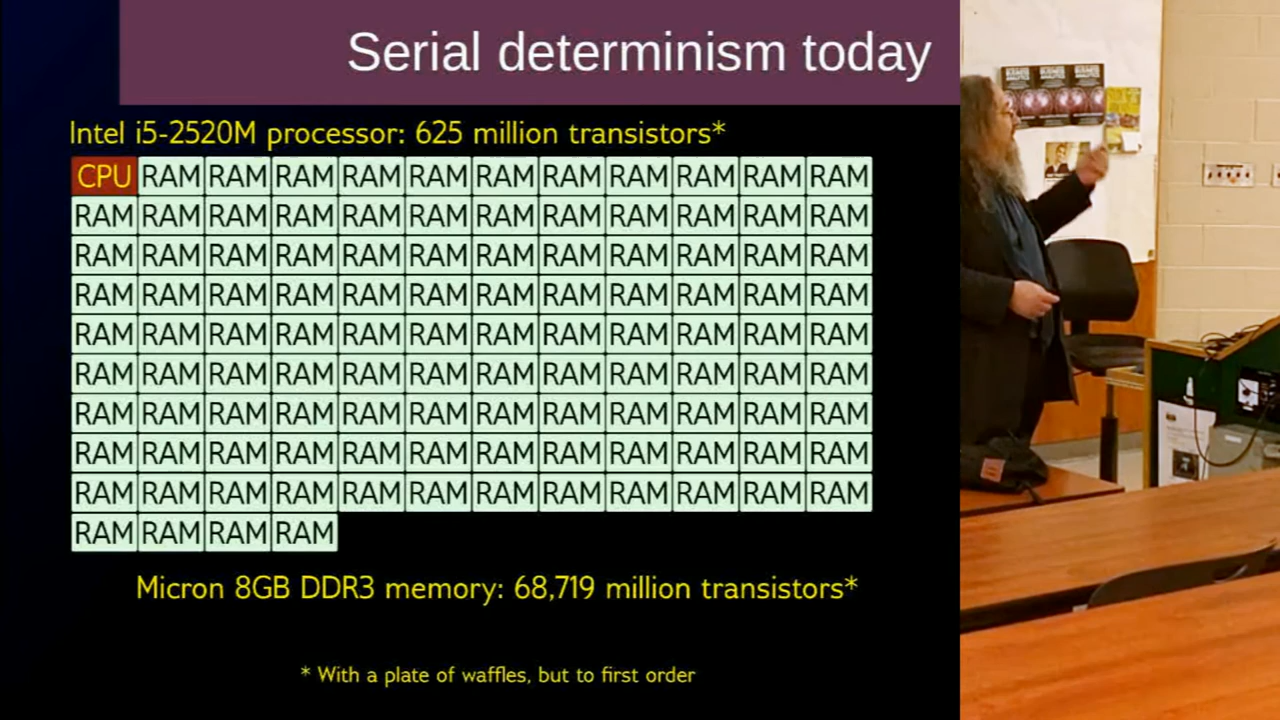 Serial determinism today
Intel i5-2520M processor: 625 million transistors*
CPU RAM RAM RAM RAM RAM RAM RAM RAM RAM RAM RAM
RAM RAM RAM RAM RAM RAM RAM RAM RAM RAM RAM RAM
RAM RAM RAM RAM RAM RAM RAM RAM RAM RAM RAM RAM
RAM RAM RAM RAM RAM RAM RAM RAM RAM RAM RAM RAM
RAM RAM RAM RAM RAM RAM RAM RAM RAM RAM RAM RAM
RAM RAM RAM RAM RAM RAM RAM RAM RAM RAM RAM RAM
RAM RAM RAM RAM RAM RAM RAM RAM RAM RAM RAM RAM
RAM RAM RAM RAM RAM RAM RAM RAM RAM RAM RAM RAM
RAM RAM RAM RAM RAM RAM RAM RAM RAM RAM RAM RAM
RAM RAM RAM RAM
Micron 8GB DDR3 memory: 68,719 million transistors*
* With a plate of waffles, but to first order
BUSINESS ANALYTICS BUSINESS ANALYTICS